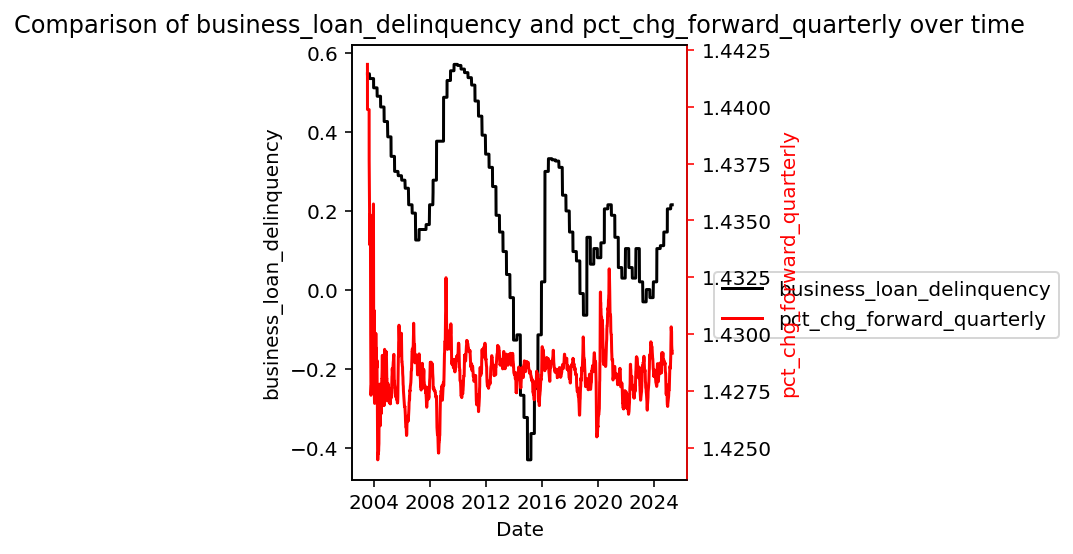 Comparison of business_loan_delinquency and pct_chg_forward_quarterly over time
business_loan_delinquency
0.6
0.4
0.2
0.0
−0.2
−0.4
2004 2008 2012 2016 2020 2024
Date
1.4425
1.4400
1.4375
1.4350
1.4325
1.4300
1.4275
1.4250
pct_chg_forward_quarterly
business_loan_delinquency
pct_chg_forward_quarterly